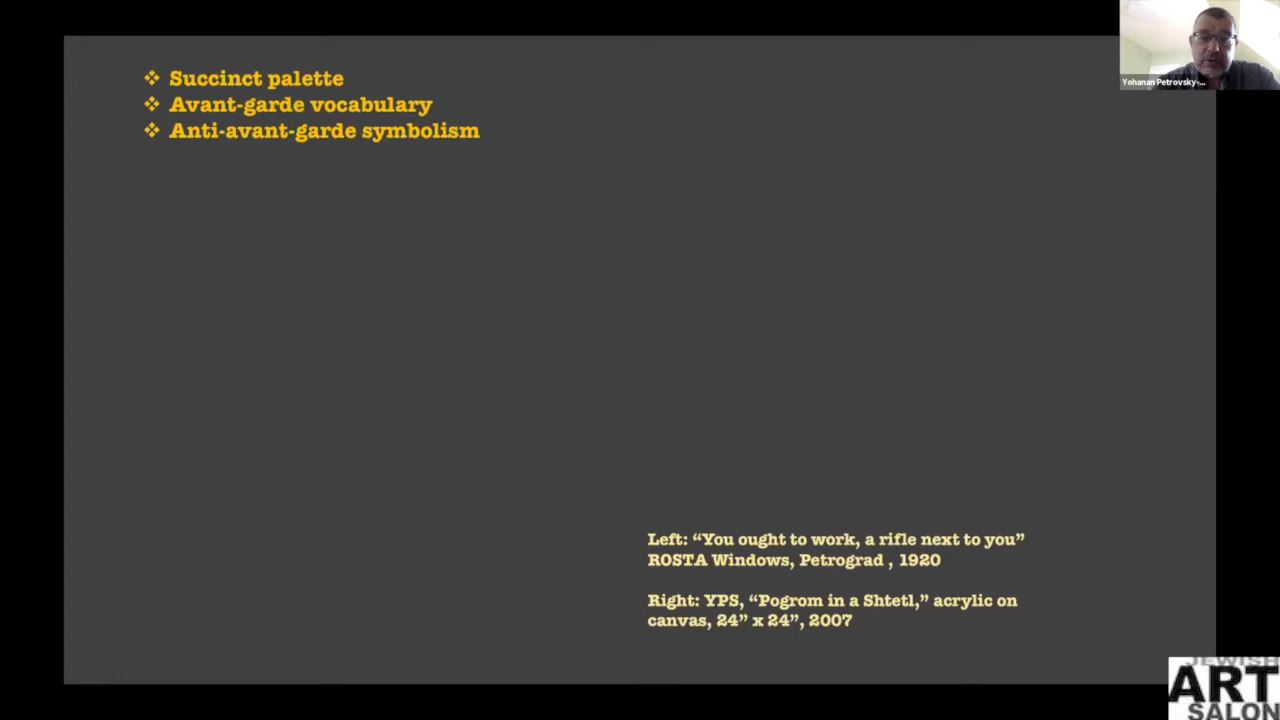 ❖ Succinct palette
❖ Avant-garde vocabulary
❖ Anti-avant-garde symbolism
Yohanan Petrovsky-...
Left: “You ought to work, a rifle next to you”
ROSTA Windows, Petrograd , 1920
Right: YPS, “Pogrom in a Shtetl,” acrylic on
canvas, 24” x 24”, 2007
JEWISH
ART
SALON